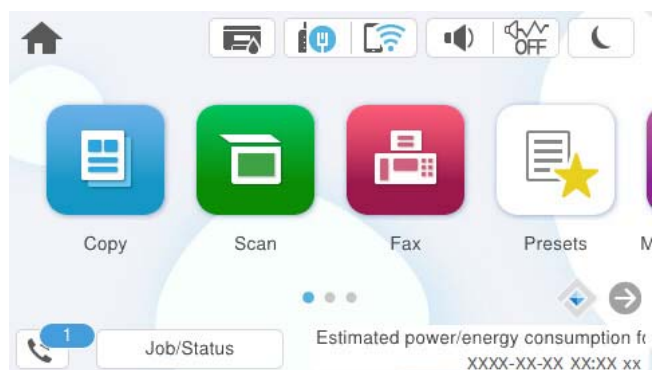 OFF
Copy
Scan
Fax
Presets
M
1
Job/Status
Estimated power/energy consumption fo
XXXX-XX-XX XX:XX xx